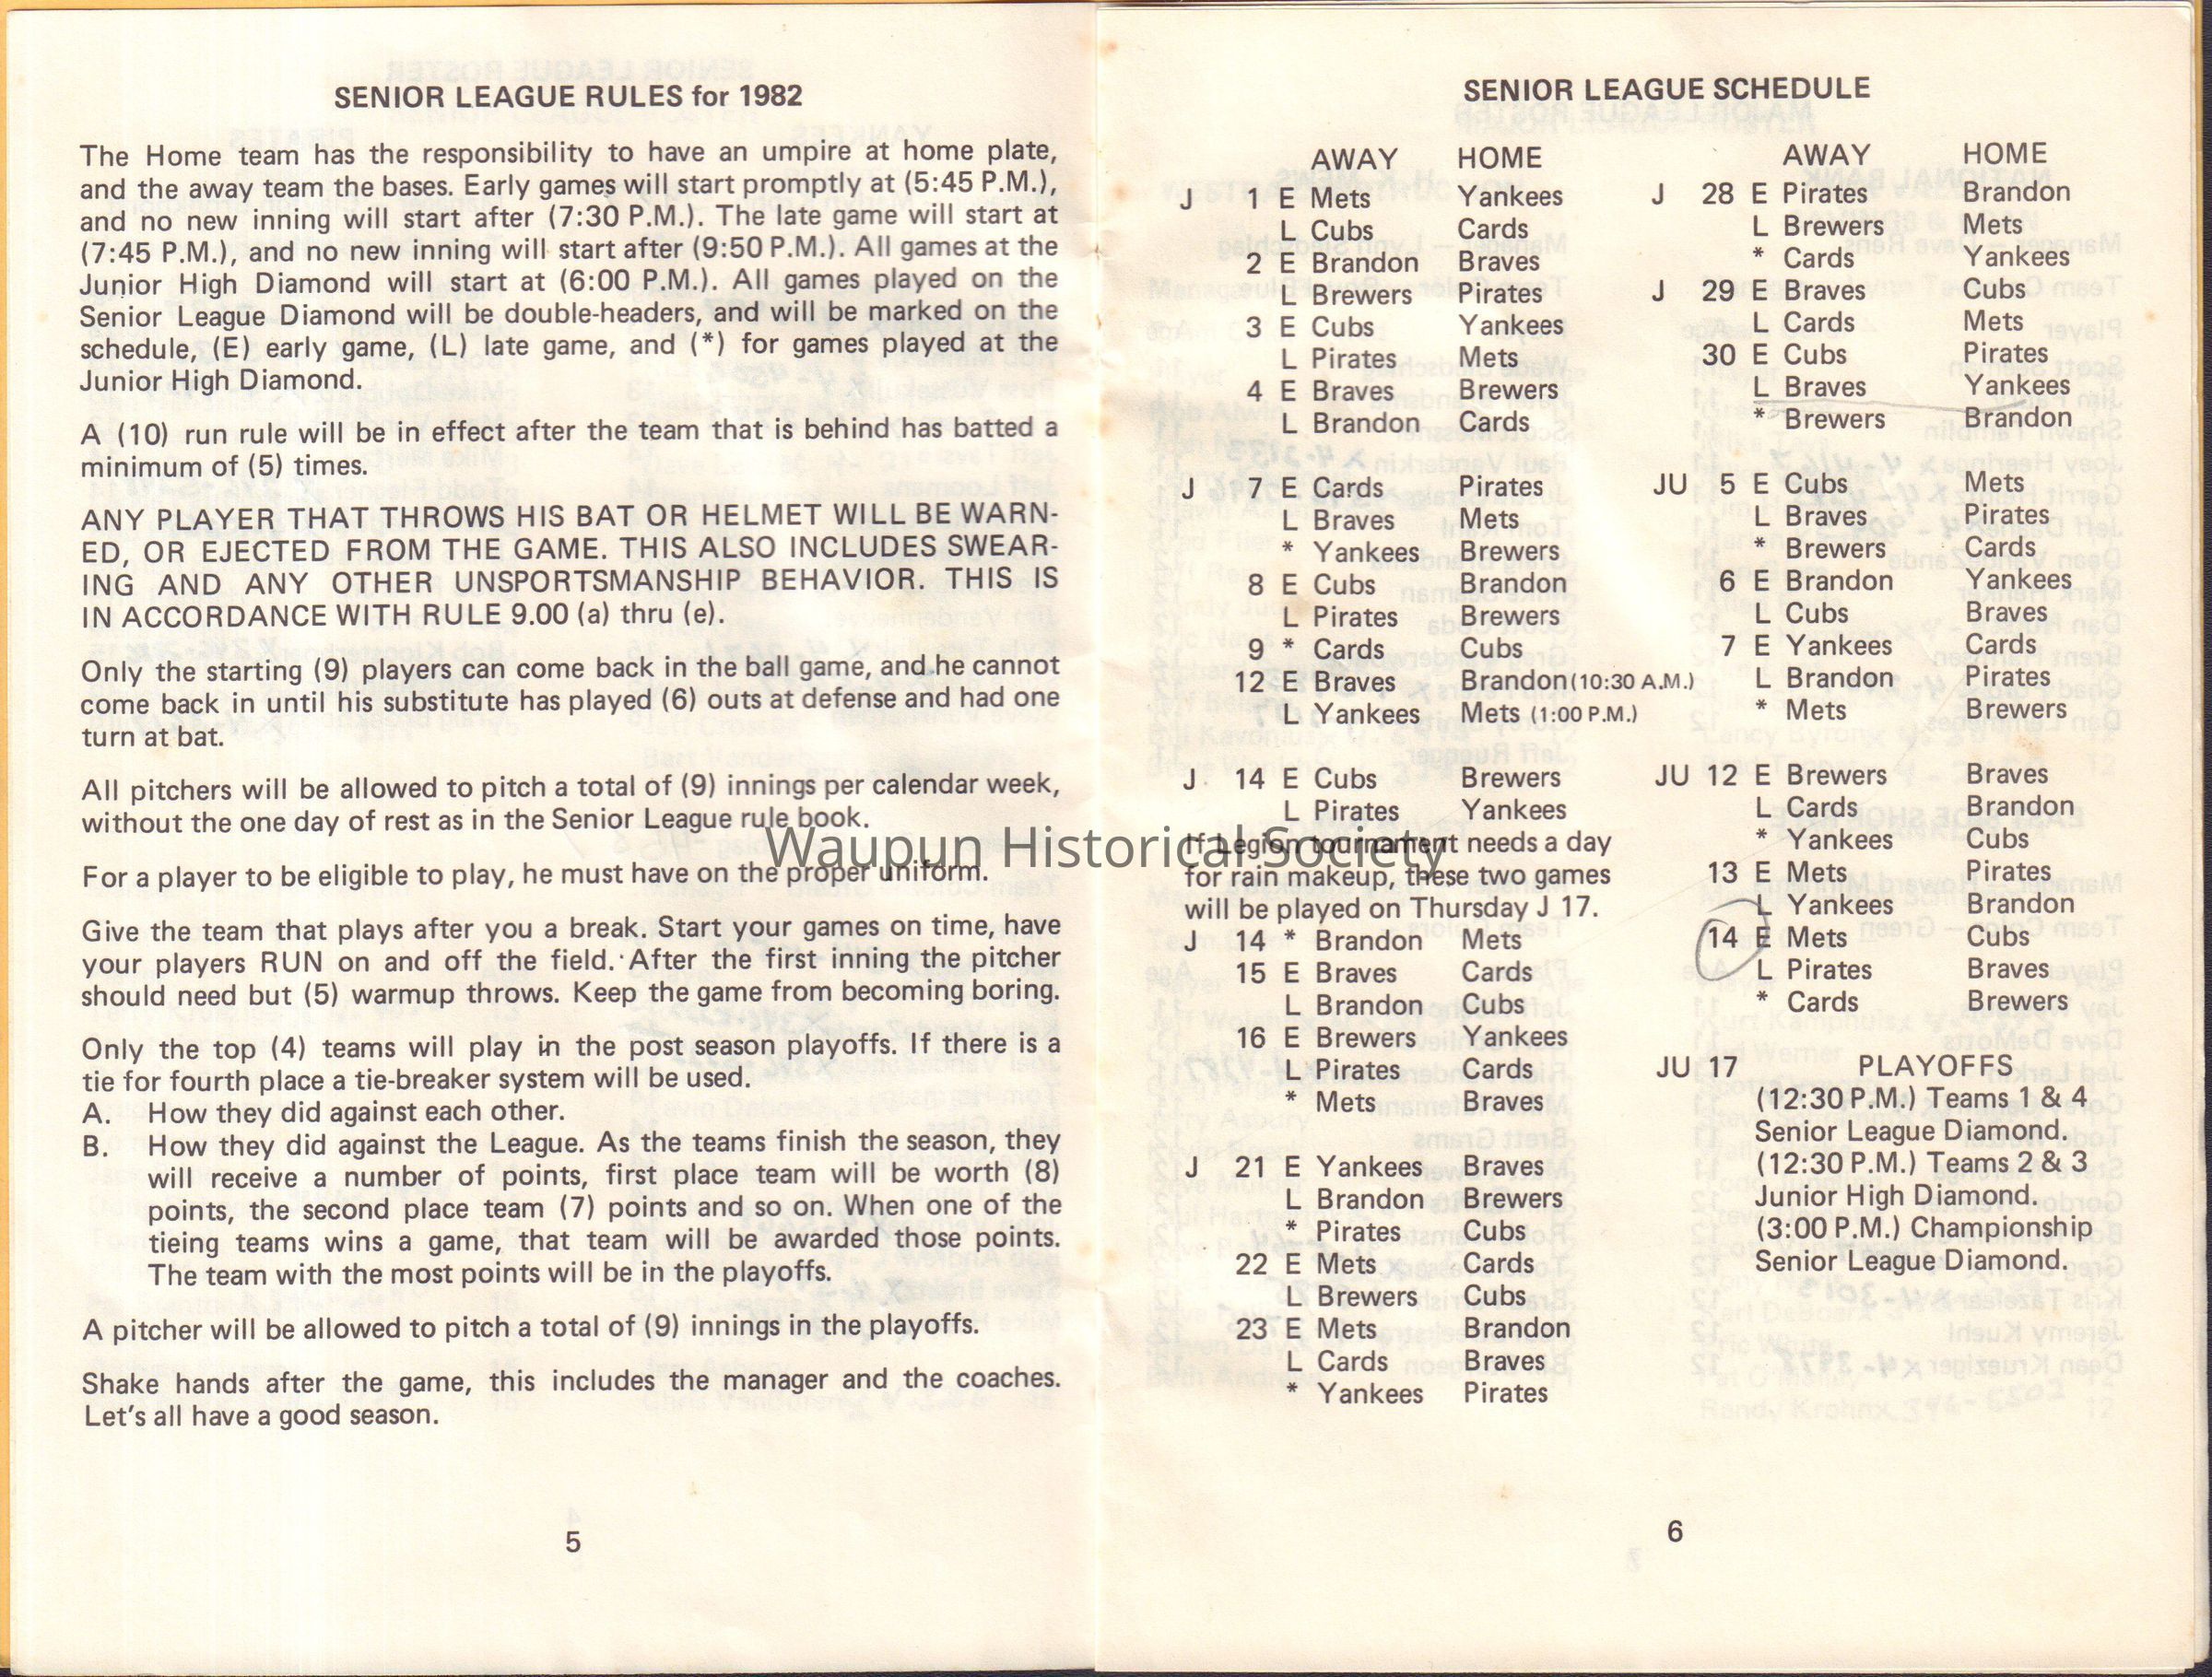 SENIOR LEAGUE RULES for 1982
The Home team has the responsibility to have an umpire at home plate,
and the away team the bases. Early games will start promptly at (5:45 P.M.),
and no new inning will start after (7:30 P.M.). The late game will start at
(7:45 P.M.), and no new inning will start after (9:50 P.M.). All games at the
Junior High Diamond will start at (6:00 P.M.). All games played on the
Senior League Diamond will be double-headers, and will be marked on the
schedule, (E) early game, (L) late game, and (*) for games played at the
Junior High Diamond.
A (10) run rule will be in effect after the team that is behind has batted a
minimum of (5) times.
ANY PLAYER THAT THROWS HIS BAT OR HELMET WILL BE WARN-
ED, OR EJECTED FROM THE GAME. THIS ALSO INCLUDES SWEAR-
ING AND ANY OTHER UNSPORTSMANSHIP BEHAVIOR. THIS IS
IN ACCORDANCE WITH RULE 9.00 (a) thru (e).
Only the starting (9) players can come back in the ball game, and he cannot
come back in until his substitute has played (6) outs at defense and had one
turn at bat.
All pitchers will be allowed to pitch a total of (9) innings per calendar week,
without the one day of rest as in the Senior League rule book.
For a player to be eligible to play, he must have on the proper uniform.
Give the team that plays after you a break. Start your games on time, have
your players RUN on and off the field. After the first inning the pitcher
should need but (5) warmup throws. Keep the game from becoming boring.
Only the top (4) teams will play in the post season playoffs. If there is a
tie for fourth place a tie-breaker system will be used.
A. How they did against each other.
B. How they did against the League. As the teams finish the season, they
will receive a number of points, first place team will be worth (8)
points, the second place team (7) points and so on. When one of the
tieing teams wins a game, that team will be awarded those points.
The team with the most points will be in the playoffs.
A pitcher will be allowed to pitch a total of (9) innings in the playoffs.
Shake hands after the game, this includes the manager and the coaches.
Let's all have a good season.
5
SENIOR LEAGUE SCHEDULE
AWAY HOME
J 1 E Mets Yankees
L Cubs Cards
2 E Brandon Braves
L Brewers Pirates
3 E Cubs Yankees
L Pirates Mets
4 E Braves Brewers
L Brandon Cards
J 7 E Cards Pirates
L Braves Mets
* Yankees Brewers
8 E Cubs Brandon
L Pirates Brewers
9 * Cards Cubs
12 E Braves Brandon (10:30 A.M.)
L Yankees Mets (1:00 P.M.)
J 14 E Cubs Brewers
L Pirates Yankees
If Legion tournament needs a day
for rain makeup, these two games
will be played on Thursday J 17.
J 14 * Brandon Mets
15 E Braves Cards
L Brandon Cubs
16 E Brewers Yankees
L Pirates Cards
* Mets Braves
J 21 E Yankees Braves
L Brandon Brewers
* Pirates Cubs
22 E Mets Cards
L Brewers Cubs
23 E Mets Brandon
L Cards Braves
* Yankees Pirates
AWAY HOME
J 28 E Pirates Brandon
L Brewers Mets
* Cards Yankees
J 29 E Braves Cubs
L Cards Mets
30 E Cubs Pirates
L Braves Yankees
* Brewers Brandon
JU 5 E Cubs Mets
L Braves Pirates
* Brewers Cards
6 E Brandon Yankees
L Cubs Braves
7 E Yankees Cards
L Brandon Pirates
* Mets Brewers
JU 12 E Brewers Braves
L Cards Brandon
* Yankees Cubs
13 E Mets Pirates
L Yankees Brandon
14 E Mets Cubs
L Pirates Braves
* Cards Brewers
JU 17 PLAYOFFS
(12:30 P.M.) Teams 1 & 4
Senior League Diamond.
(12:30 P.M.) Teams 2 & 3
Junior High Diamond.
(3:00 P.M.) Championship
Senior League Diamond.
6
Waupun Historical Society